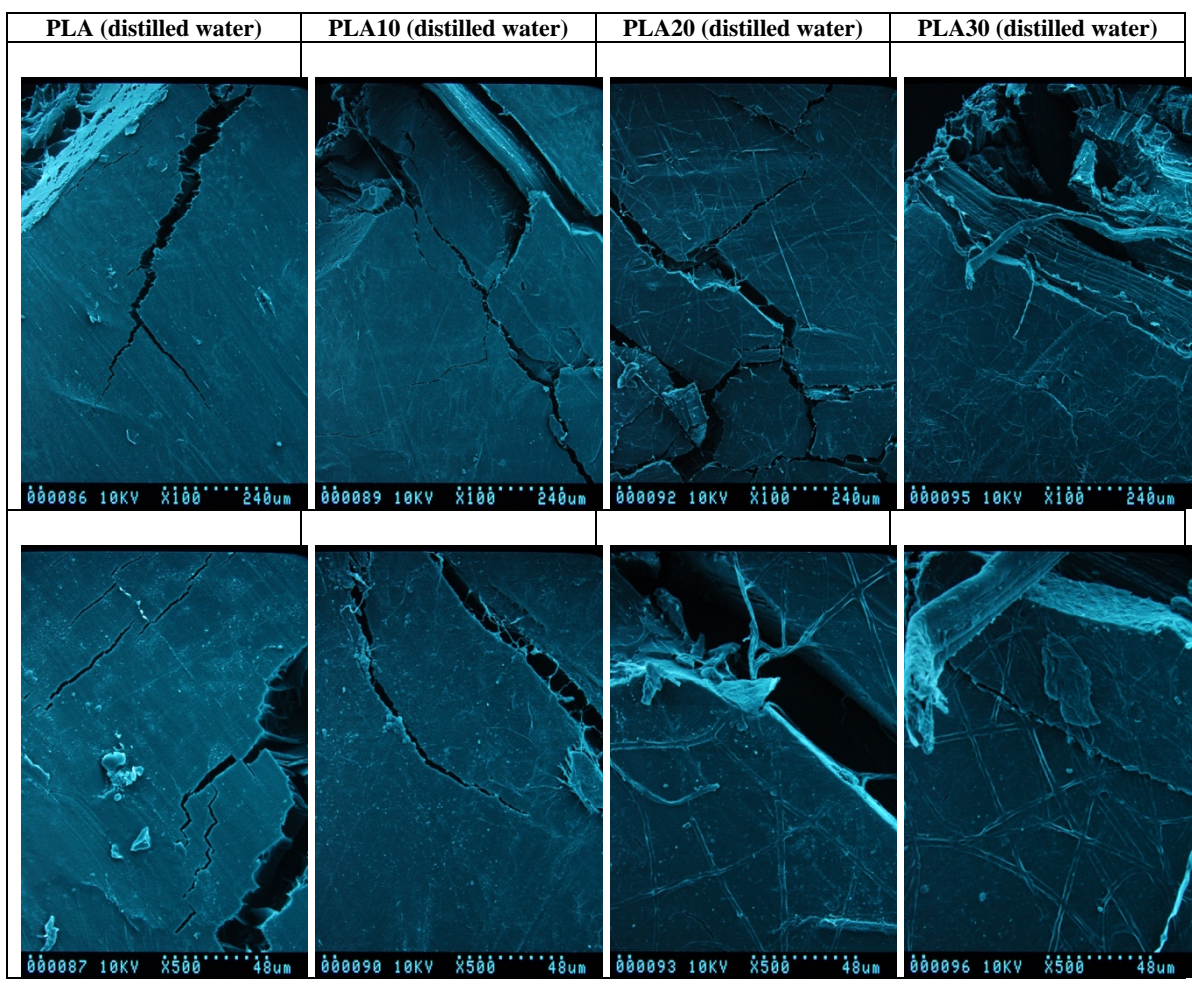 PLA (distilled water) PLA10 (distilled water) PLA20 (distilled water) PLA30 (distilled water)
000086 10KV X100 240um 000089 10KV X100 240um 000092 10KV X100 240um 000095 10KV X100 240um
000087 10KV X500 48um 000090 10KV X500 48um 000093 10KV X500 48um 000096 10KV X500 48um